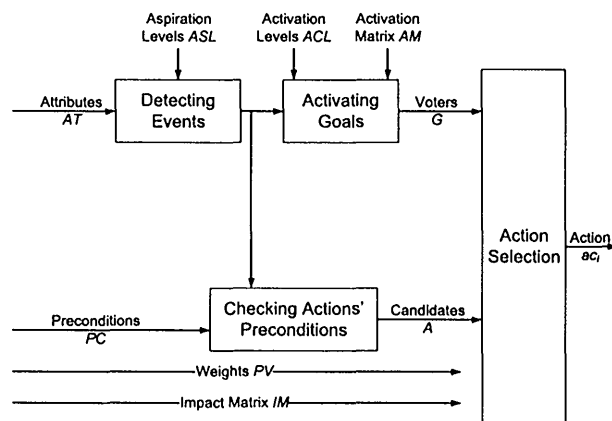 Aspiration
Levels ASL
Activation
Levels ACL
Activation
Matrix AM
Attributes
AT
Detecting
Events
Activating
Goals
Voters
G
Action
Selection
Action
aci
Preconditions
PC
Checking Actions'
Preconditions
Candidates
A
Weights PV
Impact Matrix IM